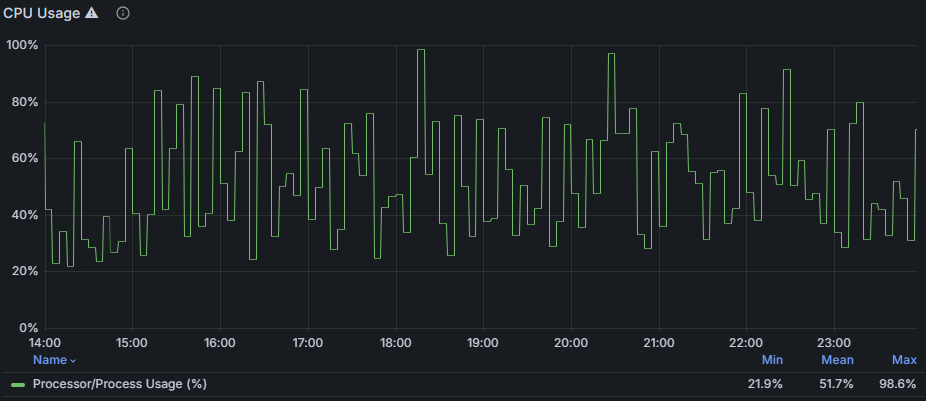 CPU Usage
100%
80%
60%
40%
20%
0%
14:00 15:00 16:00 17:00 18:00 19:00 20:00 21:00 22:00 23:00
Name Min Mean Max
Processor/Process Usage (%) 21.9% 51.7% 98.6%